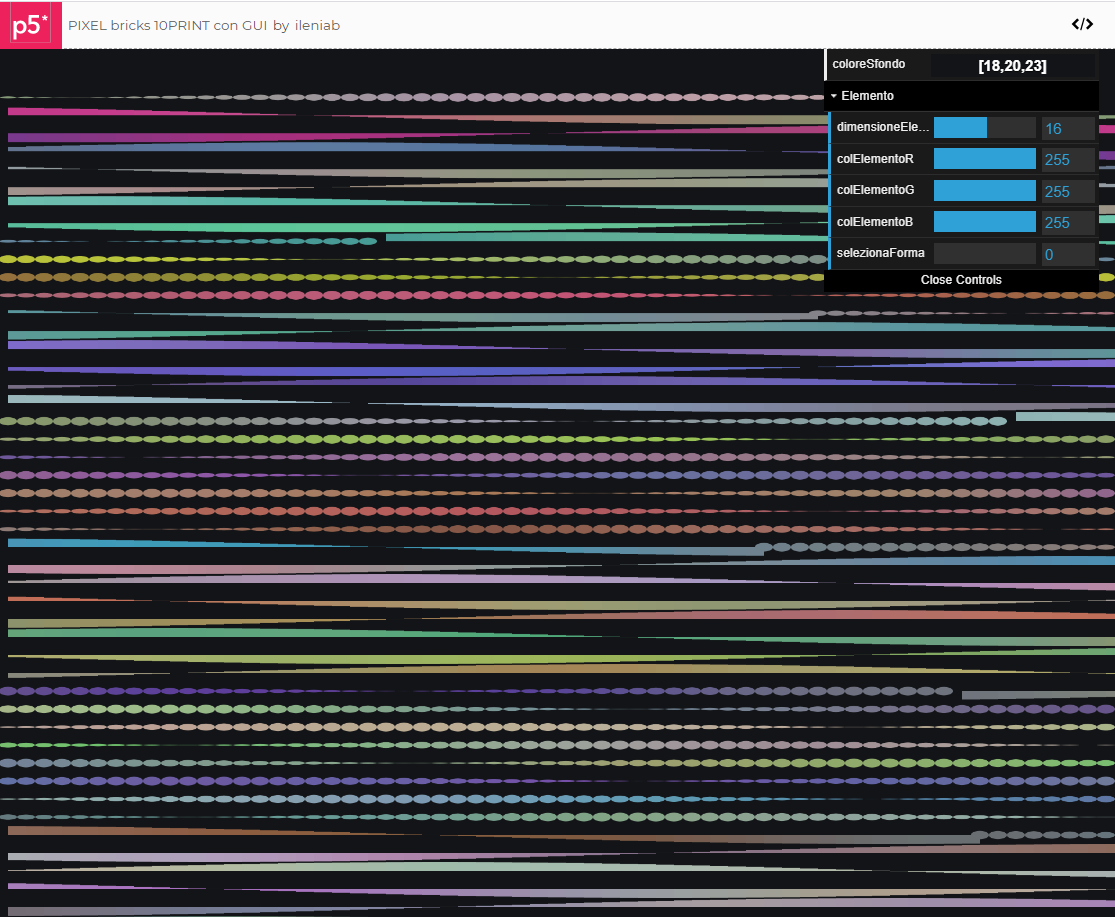 p5* PIXEL bricks 10PRINT con GUI by ileniab </>
coloreSfondo [18,20,23]
Elemento
dimensioneEle... 16
colElementoR 255
colElementoG 255
colElementoB 255
selezionaForma 0
Close Controls